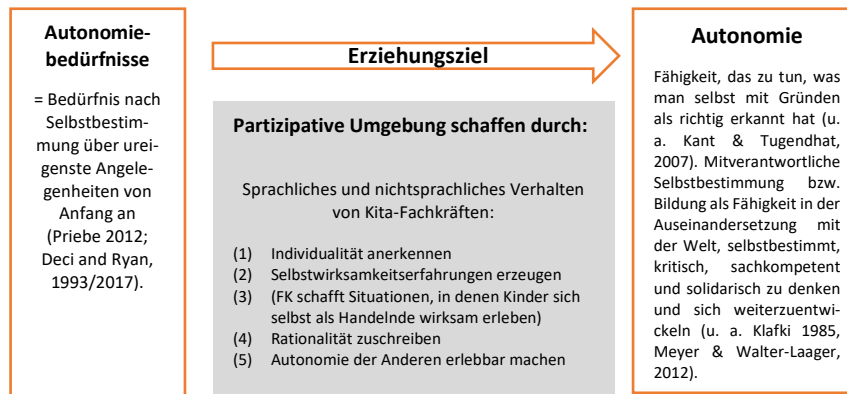 Autonomie-
bedürfnisse
= Bedürfnis nach
Selbstbestim-
mung über urei-
genste Angele-
genheiten von
Anfang an
(Priebe 2012;
Deci and Ryan,
1993/2017).
Erziehungsziel
Partizipative Umgebung schaffen durch:
Sprachliches und nichtsprachliches Verhalten
von Kita-Fachkräften:
(1) Individualität anerkennen
(2) Selbstwirksamkeitserfahrungen erzeugen
(3) (FK schafft Situationen, in denen Kinder sich
selbst als Handelnde wirksam erleben)
(4) Rationalität zuschreiben
(5) Autonomie der Anderen erlebbar machen
Autonomie
Fähigkeit, das zu tun, was
man selbst mit Gründen
als richtig erkannt hat (u.
a. Kant & Tugendhat,
2007). Mitverantwortliche
Selbstbestimmung bzw.
Bildung als Fähigkeit in der
Auseinandersetzung mit
der Welt, selbstbestimmt,
kritisch, sachkompetent
und solidarisch zu denken
und sich weiterzuentwi-
ckeln (u. a. Klafki 1985,
Meyer & Walter-Laager,
2012).